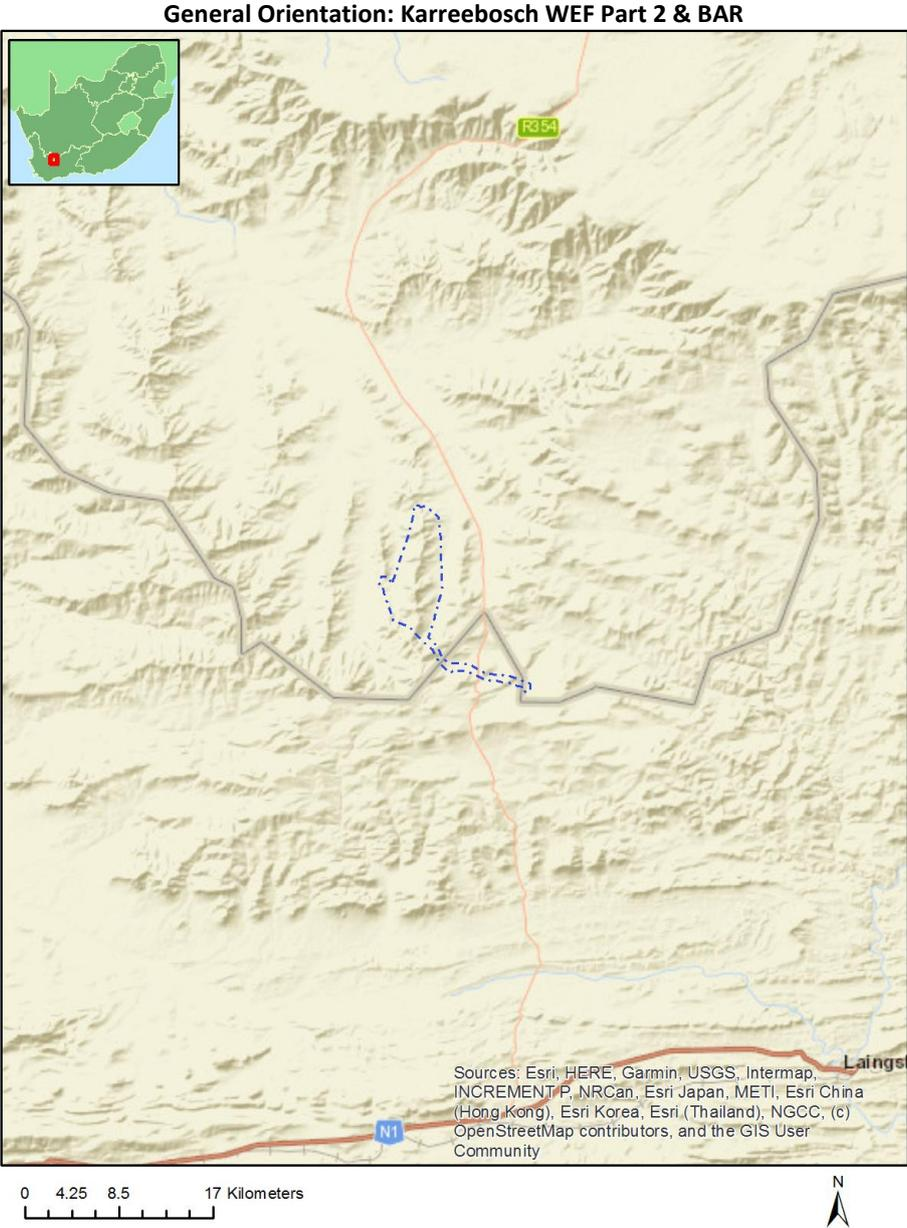 General Orientation: Karreebosch WEF Part 2 & BAR
R354
Laings
Sources: Esri, HERE, Garmin, USGS, Intermap,
INCREMENT P, NRCan, Esri Japan, METI, Esri China
(Hong Kong), Esri Korea, Esri (Thailand), NGCC, (c)
OpenStreetMap contributors, and the GIS User
Community
N1
0 4.25 8.5 17 Kilometers
N